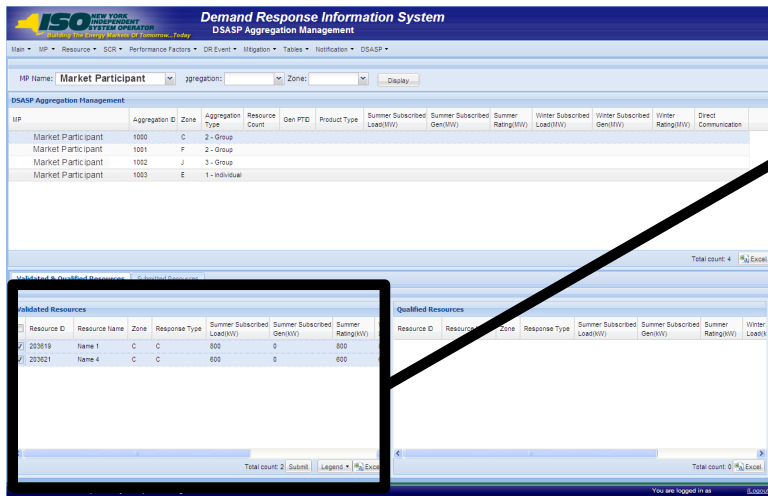 ISO NEW YORK
INDEPENDENT
SYSTEM OPERATOR
Building The Energy Markets Of Tomorrow...Today
Demand Response Information System
DSASP Aggregation Management
Main MP Resource SCR Performance Factors DR Event Mitigation Tables Notification DSASP
MP Name: Market Participant ggregation: Zone: Display
DSASP Aggregation Management
MP Aggregation ID Zone Aggregation Type Resource Count Gen PTID Product Type Summer Subscribed Load(MW) Summer Subscribed Gen(MW) Summer Rating(MW) Winter Subscribed Load(MW) Winter Subscribed Gen(MW) Winter Rating(MW) Direct Communication
Market Participant 1000 C 2 - Group
Market Participant 1001 F 2 - Group
Market Participant 1002 J 3 - Group
Market Participant 1003 E 1 - Individual
Total count: 4 Excel
Validated & Qualified Resources Submitted Resources
Validated Resources
Resource ID Resource Name Zone Response Type Summer Subscribed Load(kW) Summer Subscribed Gen(kW) Summer Rating(kW)
203619 Name 1 C C 800 0 800
203621 Name 4 C C 600 0 600
Total count: 2 Submit Legend Exce
Qualified Resources
Resource ID Zone Response Type Summer Subscribed Load(kW) Summer Subscribed Gen(kW) Summer Rating(kW) Winter Load(k
Total count: 0 Excel
You are logged in as (Logout